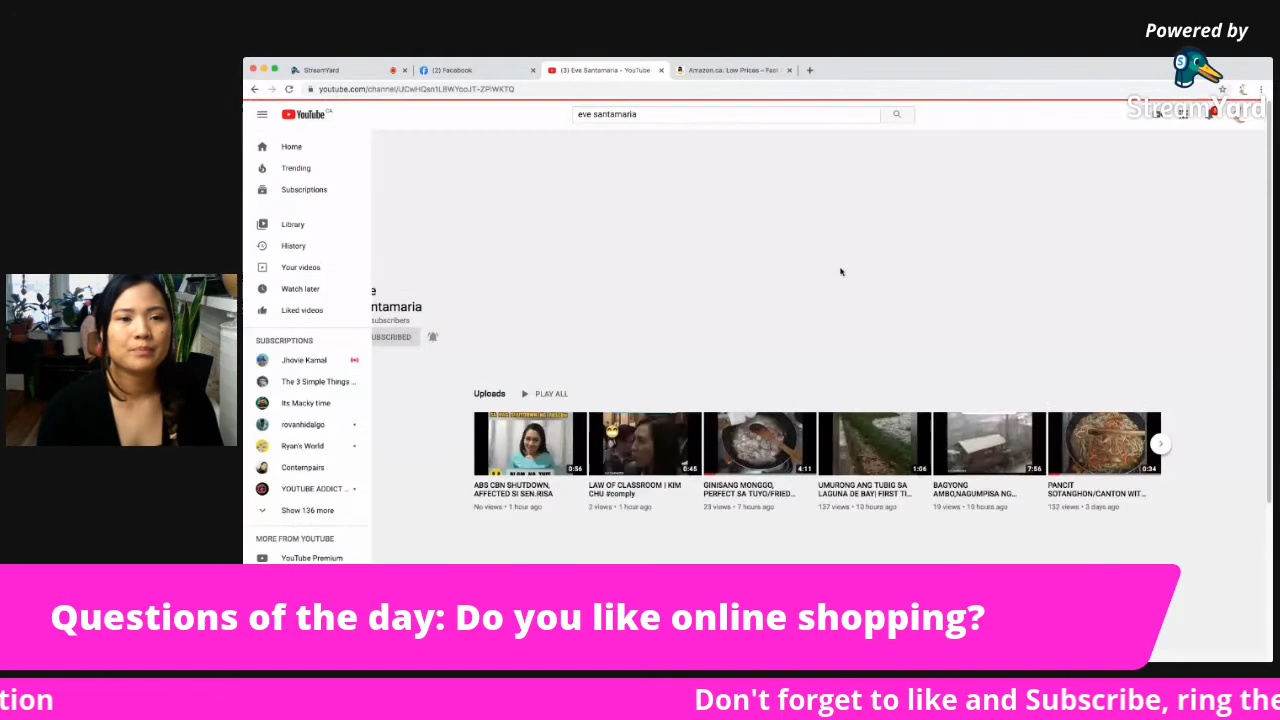 Powered by
StreamYard
StreamYard
(2) Facebook
(3) Eve Santamaria - YouTube
Amazon.ca: Low Prices – Fast
youtube.com/channel/
YouTube CA
eve santamaria
Home
Trending
Subscriptions
Library
History
Your videos
Watch later
Liked videos
e
ntamaria
subscribers
UBSCRIBED
SUBSCRIPTIONS
Jhovie Kamal
The 3 Simple Things ...
Its Macky time
rovanhidalgo
Ryan's World
Contempairs
YOUTUBE ADDICT ...
Show 136 more
MORE FROM YOUTUBE
YouTube Premium
Uploads PLAY ALL
0:56
0:45
4:11
1:06
7:56
0:34
ABS CBN SHUTDOWN,
AFFECTED SI SEN.RISA
No views • 1 hour ago
LAW OF CLASSROOM | KIM
CHU #comply
2 views • 1 hour ago
GINISANG MONGGO,
PERFECT SA TUYO/FRIED...
23 views • 7 hours ago
UMURONG ANG TUBIG SA
LAGUNA DE BAY| FIRST TI...
137 views • 13 hours ago
BAGYONG
AMBO,NAGUMPISA NG...
19 views • 19 hours ago
PANCIT
SOTANGHON/CANTON WIT...
132 views • 3 days ago
Questions of the day: Do you like online shopping?
tion
Don't forget to like and Subscribe, ring the